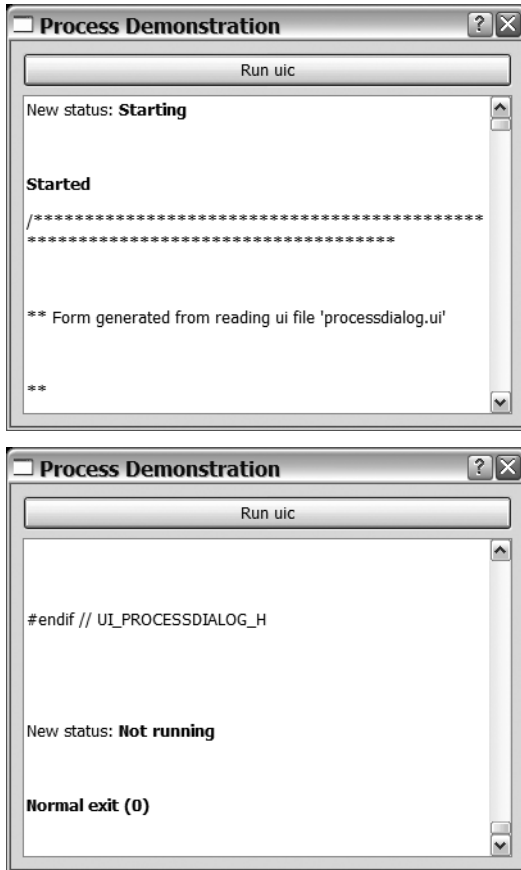 Process Demonstration
Run uic
New status: Starting
Started
/********************************************
************************************
** Form generated from reading ui file 'processdialog.ui'
**
Process Demonstration
Run uic
#endif // UI_PROCESSDIALOG_H
New status: Not running
Normal exit (0)